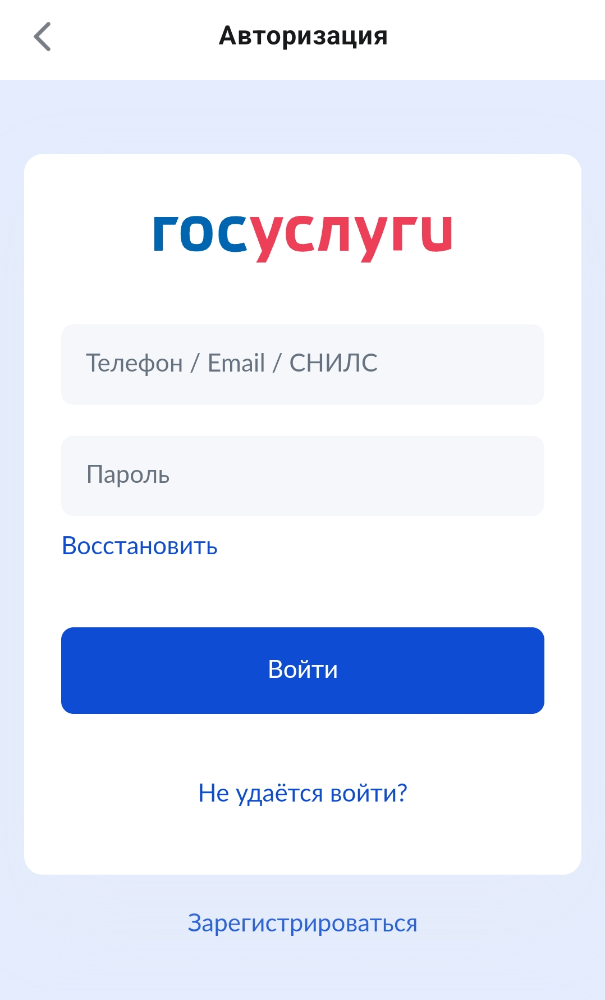 Авторизация
госуслуги
Телефон / Email / СНИЛС
Пароль
Восстановить
Войти
Не удаётся войти?
Зарегистрироваться